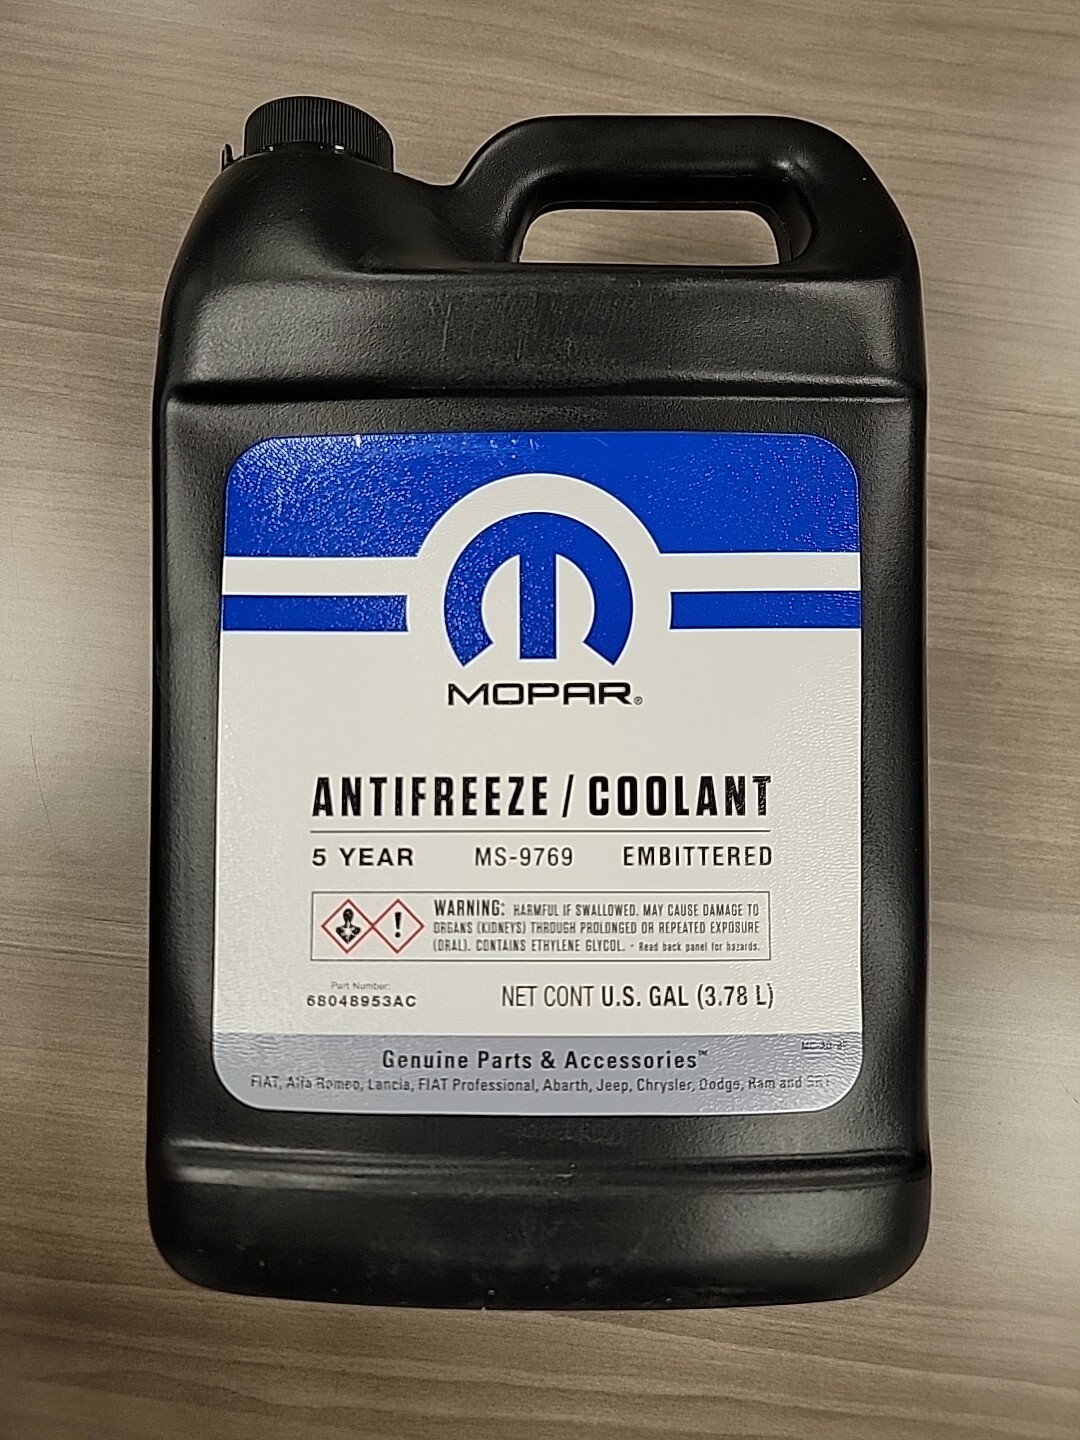 MOPAR®
ANTIFREEZE / COOLANT
5 YEAR MS-9769 EMBITTERED
WARNING: HARMFUL IF SWALLOWED. MAY CAUSE DAMAGE TO
ORGANS (KIDNEYS) THROUGH PROLONGED OR REPEATED EXPOSURE
(ORAL). CONTAINS ETHYLENE GLYCOL. - Read back panel for hazards.
Part Number:
68048953AC
NET CONT U.S. GAL (3.78 L)
Genuine Parts & Accessories™
FIAT, Alfa Romeo, Lancia, FIAT Professional, Abarth, Jeep, Chrysler, Dodge, Ram and SRT